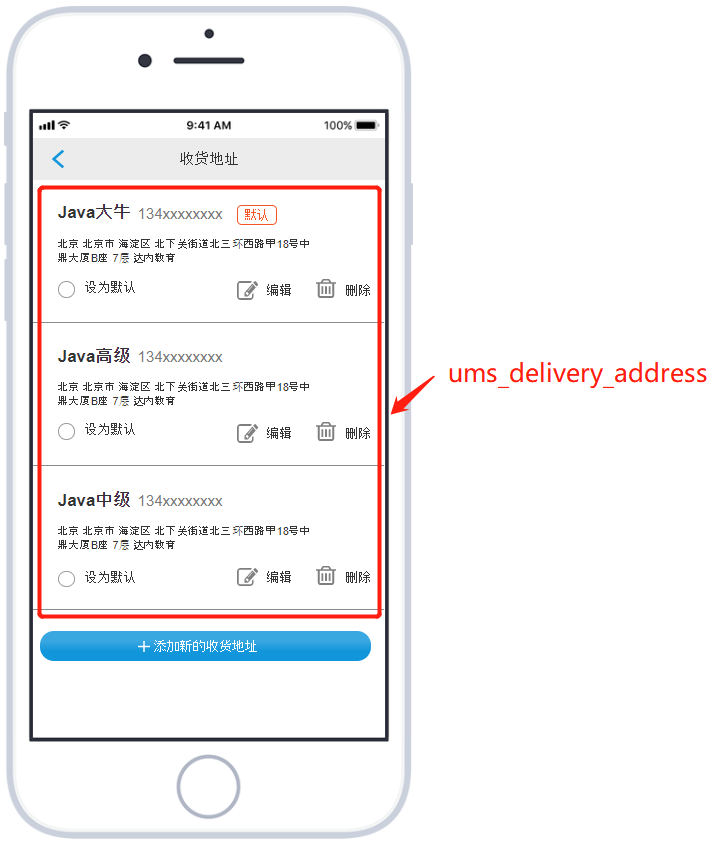 9:41 AM 100%
收货地址
Java大牛 134xxxxxxxx 默认
北京 北京市 海淀区 北下关街道北三环西路甲18号中
鼎大厦B座 7层 达内教育
设为默认 编辑 删除
Java高级 134xxxxxxxx
ums_delivery_address
北京 北京市 海淀区 北下关街道北三环西路甲18号中
鼎大厦B座 7层 达内教育
设为默认 编辑 删除
Java中级 134xxxxxxxx
北京 北京市 海淀区 北下关街道北三环西路甲18号中
鼎大厦B座 7层 达内教育
设为默认 编辑 删除
+ 添加新的收货地址